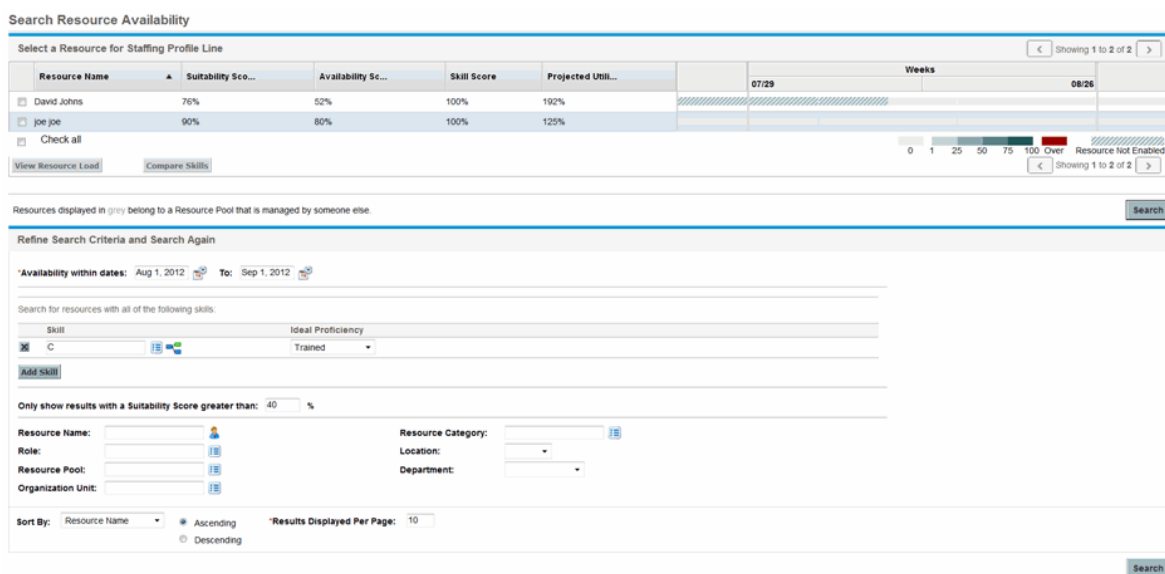 Search Resource Availability
Select a Resource for Staffing Profile Line
Showing 1 to 2 of 2
Resource Name Suitability Sco... Availability Sc... Skill Score Projected Utili... Weeks
07/29 08/26
David Johns 76% 52% 100% 192%
joe joe 90% 80% 100% 125%
Check all
0 1 25 50 75 100 Over Resource Not Enabled
View Resource Load Compare Skills Showing 1 to 2 of 2
Resources displayed in grey belong to a Resource Pool that is managed by someone else.
Search
Refine Search Criteria and Search Again
*Availability within dates: Aug 1, 2012 To: Sep 1, 2012
Search for resources with all of the following skills:
Skill Ideal Proficiency
C Trained
Add Skill
Only show results with a Suitability Score greater than: 40 %
Resource Name: Resource Category:
Role: Location:
Resource Pool: Department:
Organization Unit:
Sort By: Resource Name Ascending *Results Displayed Per Page: 10
Descending
Search